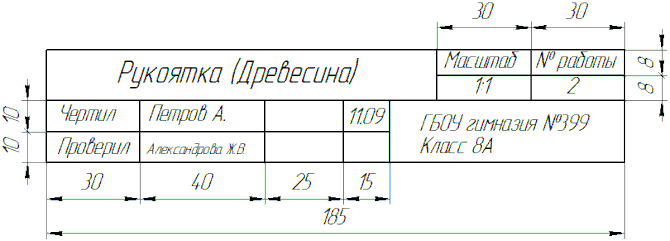 30 30
Рукоятка (Древесина) Масштаб № работы 8
1:1 2 8
10 Чертил Петров А. 11.09 ГБОУ гимназия №399
10 Проверил Александрова Ж.В. Класс 8А
30 40 25 15
185